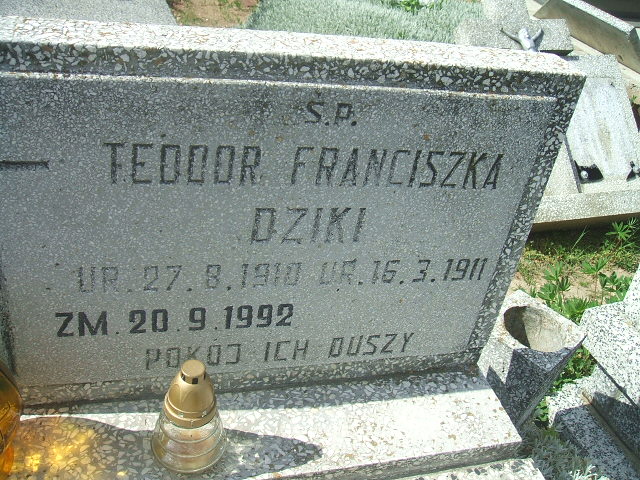 Ś.P.
TEODOR FRANCISZKA
DZIKI
UR. 27. 8. 1910 UR. 16. 3. 1911
ZM. 20. 9. 1992
POKÓJ ICH DUSZY